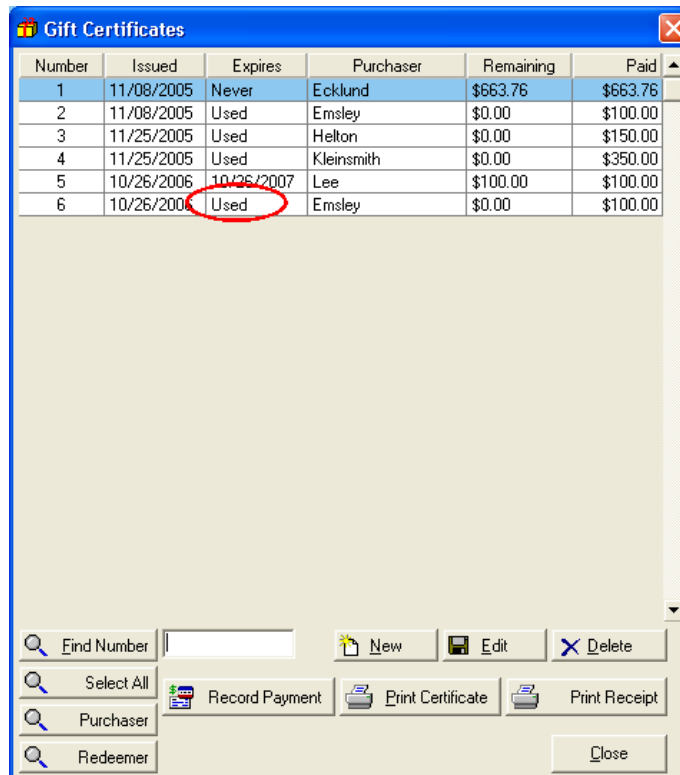 Gift Certificates
Number Issued Expires Purchaser Remaining Paid
1 11/08/2005 Never Ecklund $663.76 $663.76
2 11/08/2005 Used Emsley $0.00 $100.00
3 11/25/2005 Used Helton $0.00 $150.00
4 11/25/2005 Used Kleinsmith $0.00 $350.00
5 10/26/2006 10/26/2007 Lee $100.00 $100.00
6 10/26/2006 Used Emsley $0.00 $100.00
Find Number New Edit Delete
Select All
Record Payment Print Certificate Print Receipt
Purchaser
Redeemer Close